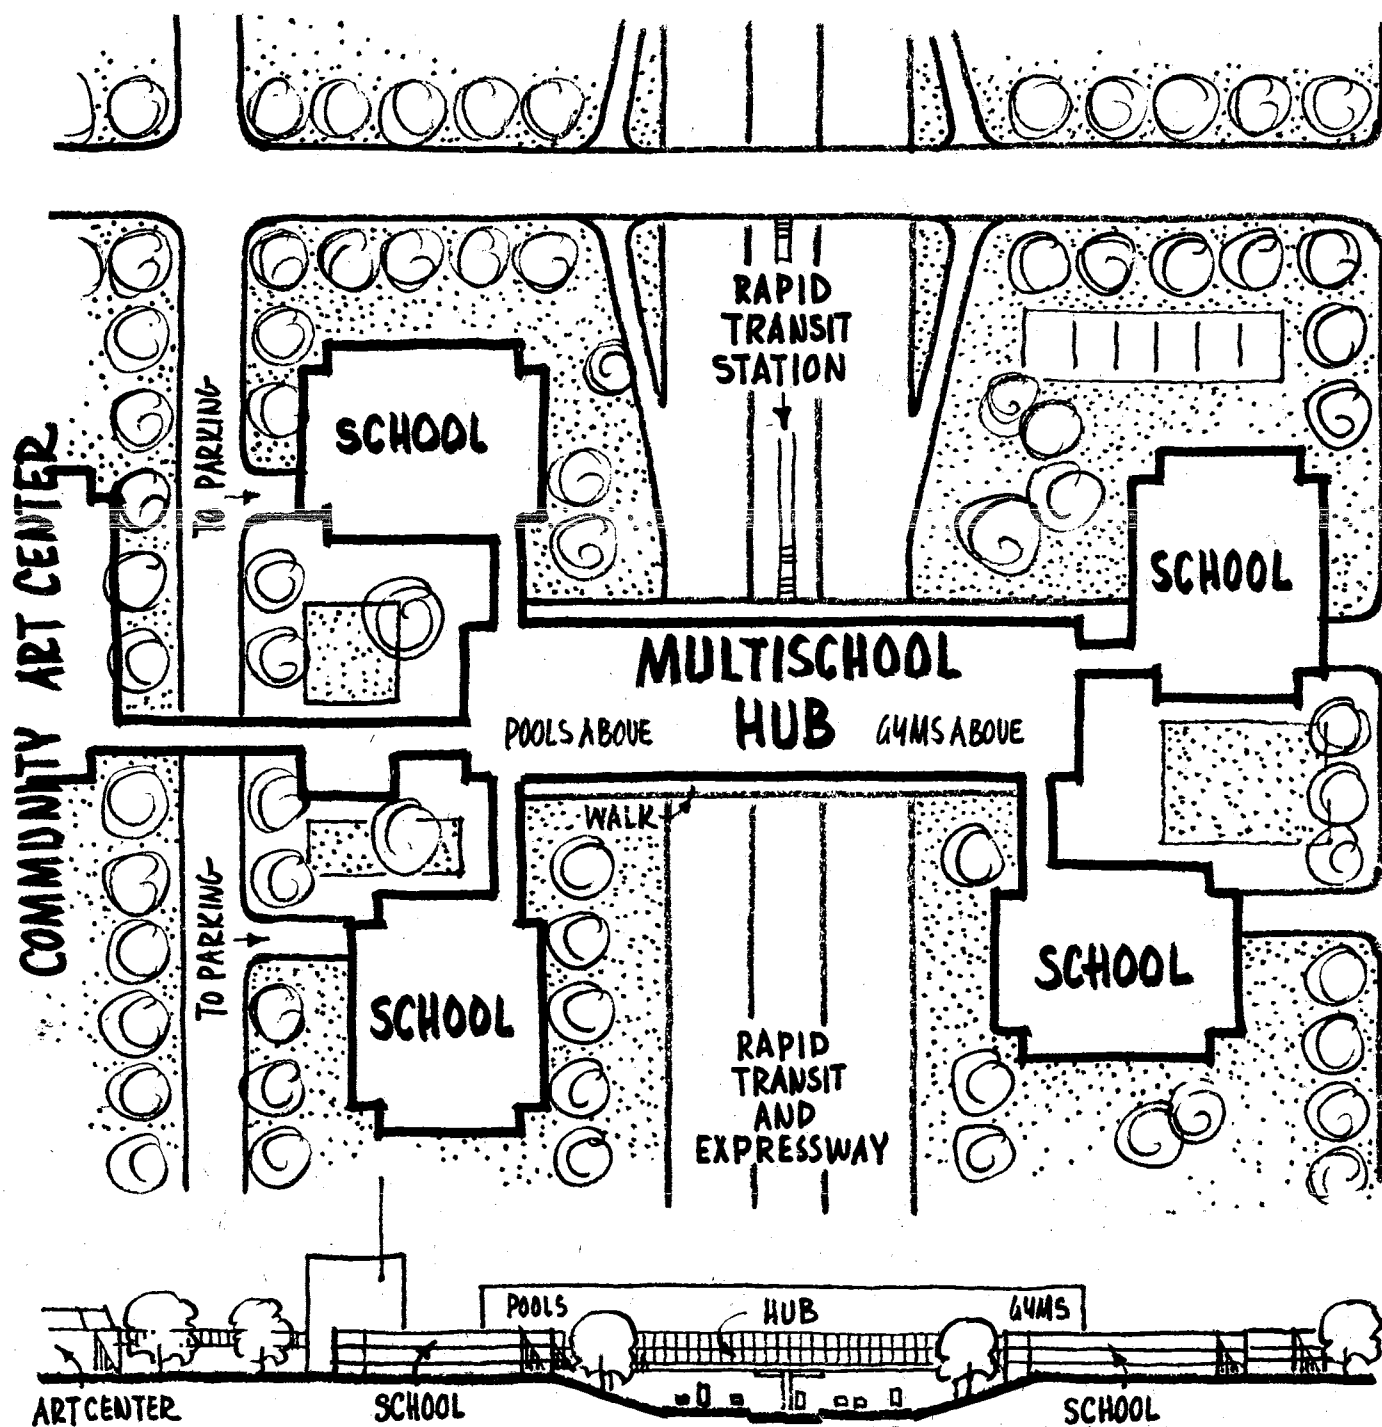 RAPID
TRANSIT
STATION
SCHOOL
TO PARKING
COMMUNITY ART CENTER
SCHOOL
MULTISCHOOL
HUB
POOLS ABOVE
GYMS ABOVE
WALK
TO PARKING
SCHOOL
SCHOOL
RAPID
TRANSIT
AND
EXPRESSWAY
POOLS
HUB
GYMS
ART CENTER
SCHOOL
SCHOOL